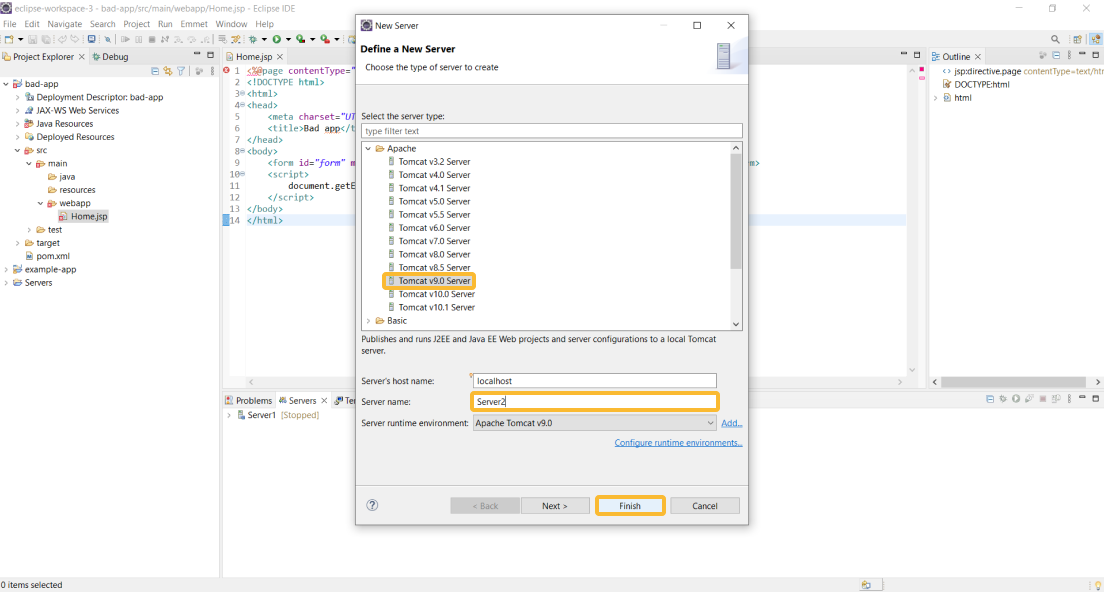 eclipse-workspace-3 - bad-app/src/main/webapp/Home.jsp - Eclipse IDE
File Edit Navigate Search Project Run Emmet Window Help
Project Explorer
Debug
bad-app
Deployment Descriptor: bad-app
JAX-WS Web Services
Java Resources
Deployed Resources
src
main
java
resources
webapp
Home.jsp
test
target
pom.xml
example-app
Servers
Home.jsp
1 <%@page contentType="
2 <!DOCTYPE html>
3 <html>
4 <head>
5 <meta charset="UT
6 <title>Bad app</t
7 </head>
8 <body>
9 <form id="form" m
10 <script>
11 document.getE
12 </script>
13 </body>
14 </html>
New Server
Define a New Server
Choose the type of server to create
Select the server type:
type filter text
Apache
Tomcat v3.2 Server
Tomcat v4.0 Server
Tomcat v4.1 Server
Tomcat v5.0 Server
Tomcat v5.5 Server
Tomcat v6.0 Server
Tomcat v7.0 Server
Tomcat v8.0 Server
Tomcat v8.5 Server
Tomcat v9.0 Server
Tomcat v10.0 Server
Tomcat v10.1 Server
Basic
Publishes and runs J2EE and Java EE Web projects and server configurations to a local Tomcat
server.
Server's host name: localhost
Server name: Server2
Server runtime environment: Apache Tomcat v9.0 Add...
Configure runtime environments...
? < Back Next > Finish Cancel
m>
Outline
jsp:directive.page contentType=text/htr
DOCTYPE:html
html
Problems
Servers
Ter
Server1 [Stopped]
0 items selected